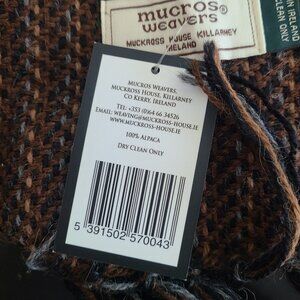 mucros®
weavers
MUCKROSS HOUSE KILLARNEY
IRELAND
IN IRELAND
CLEAN ONLY
MUCROS WEAVERS,
MUCKROSS HOUSE, KILLARNEY
CO KERRY, IRELAND
TEL: +353 (0)64 66 34526
EMAIL: WEAVING@MUCKROSS-HOUSE.IE
WWW.MUCKROSS-HOUSE.IE
100% ALPACA
DRY CLEAN ONLY
5 391502 570043